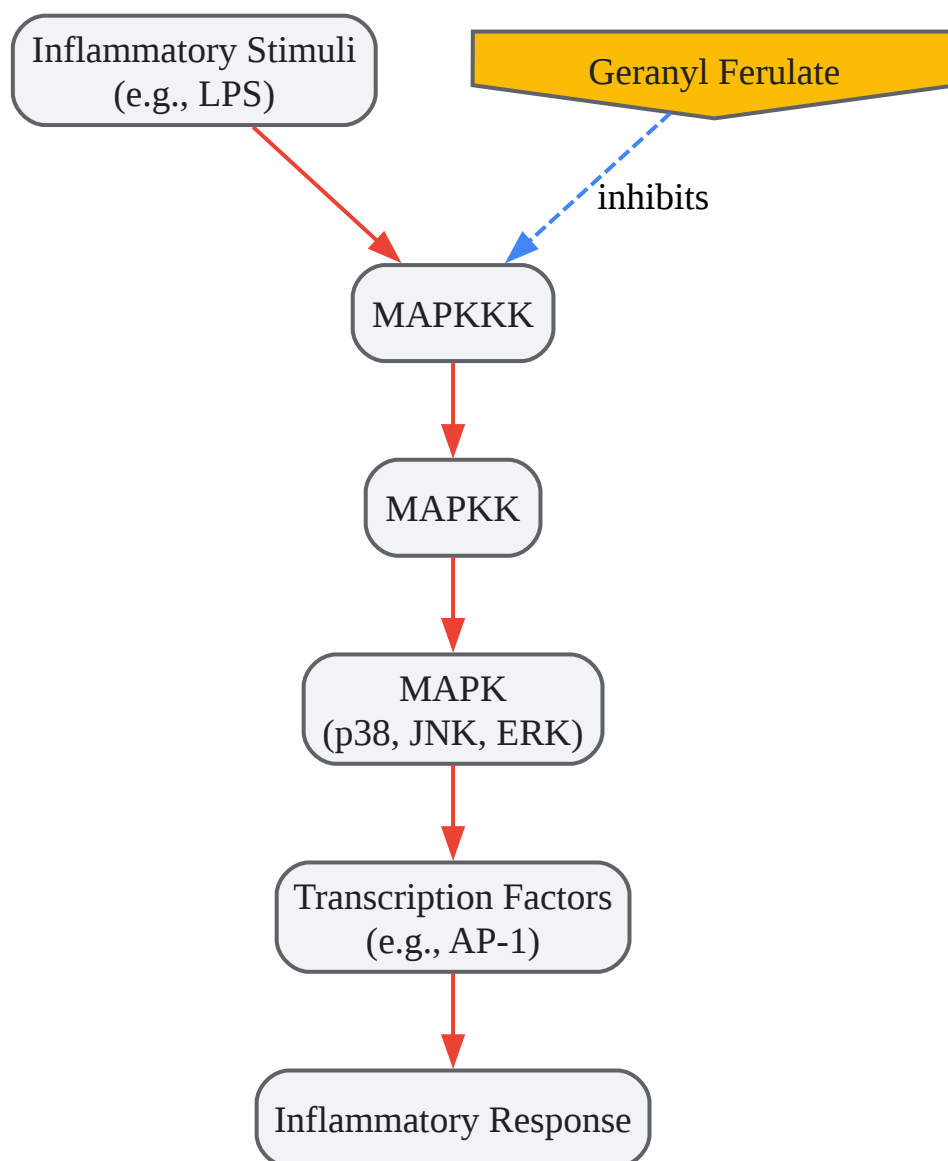 Inflammatory Stimuli
(e.g., LPS)
Geranyl Ferulate
inhibits
MAPKKK
MAPKK
MAPK
(p38, JNK, ERK)
Transcription Factors
(e.g., AP-1)
Inflammatory Response